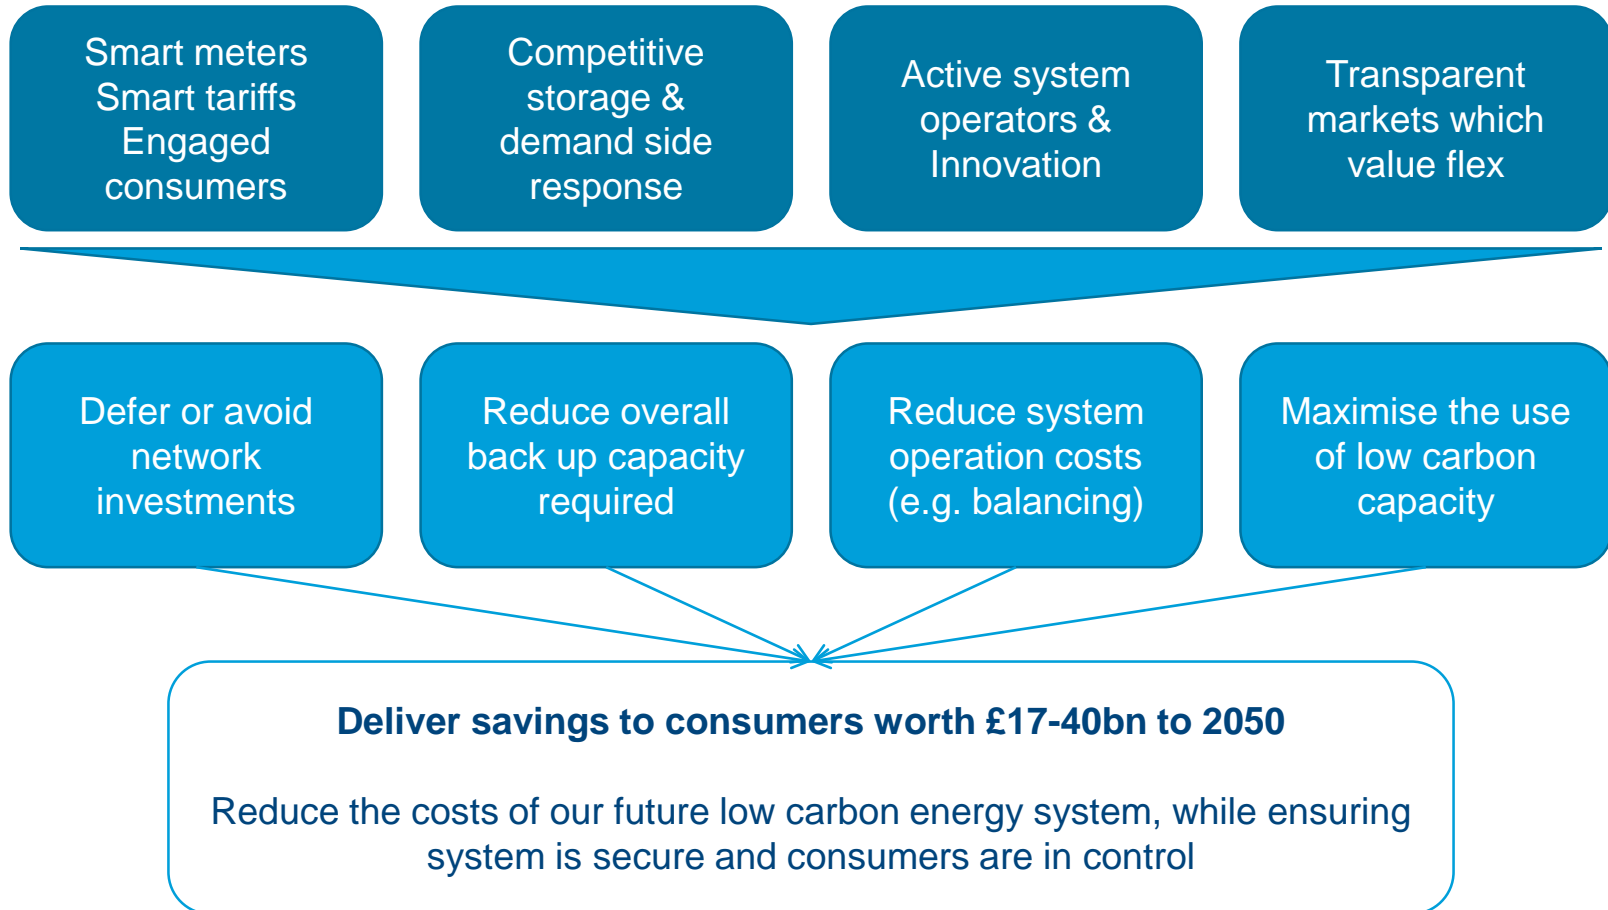 Smart meters
Smart tariffs
Engaged
consumers
Competitive
storage &
demand side
response
Active system
operators &
Innovation
Transparent
markets which
value flex
Defer or avoid
network
investments
Reduce overall
back up capacity
required
Reduce system
operation costs
(e.g. balancing)
Maximise the use
of low carbon
capacity
Deliver savings to consumers worth £17-40bn to 2050
Reduce the costs of our future low carbon energy system, while ensuring
system is secure and consumers are in control